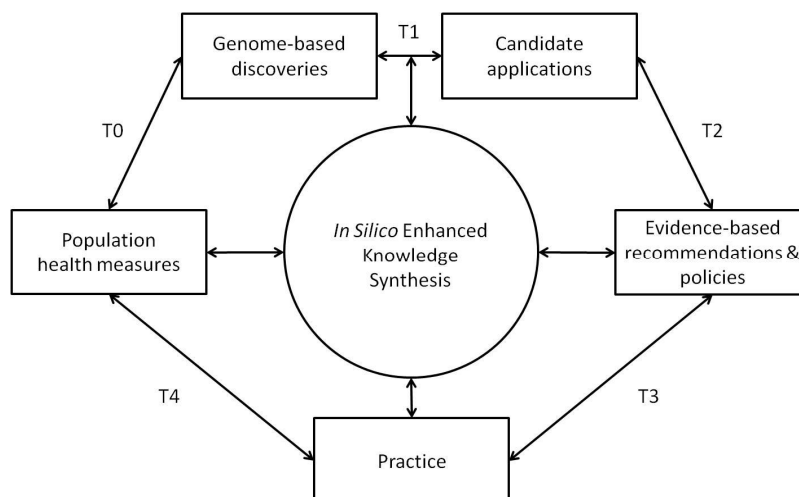 T1
Genome-based
discoveries
Candidate
applications
T0
T2
Population
health measures
In Silico Enhanced
Knowledge
Synthesis
Evidence-based
recommendations &
policies
T4
T3
Practice